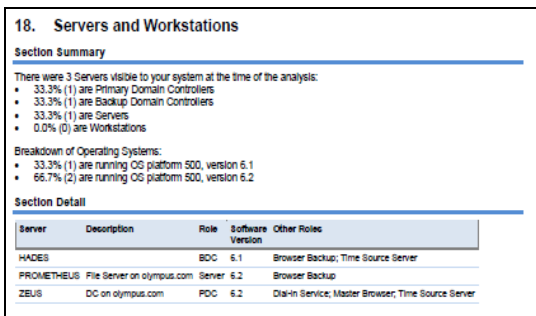 18. Servers and Workstations
Section Summary
There were 3 Servers visible to your system at the time of the analysis:
• 33.3% (1) are Primary Domain Controllers
• 33.3% (1) are Backup Domain Controllers
• 33.3% (1) are Servers
• 0.0% (0) are Workstations
Breakdown of Operating Systems:
• 33.3% (1) are running OS platform 500, version 6.1
• 66.7% (2) are running OS platform 500, version 6.2
Section Detail
Server Description Role Software Other Roles
Version
HADES BDC 6.1 Browser Backup; Time Source Server
PROMETHEUS File Server on olympus.com Server 6.2 Browser Backup
ZEUS DC on olympus.com PDC 6.2 Dial-In Service; Master Browser; Time Source Server